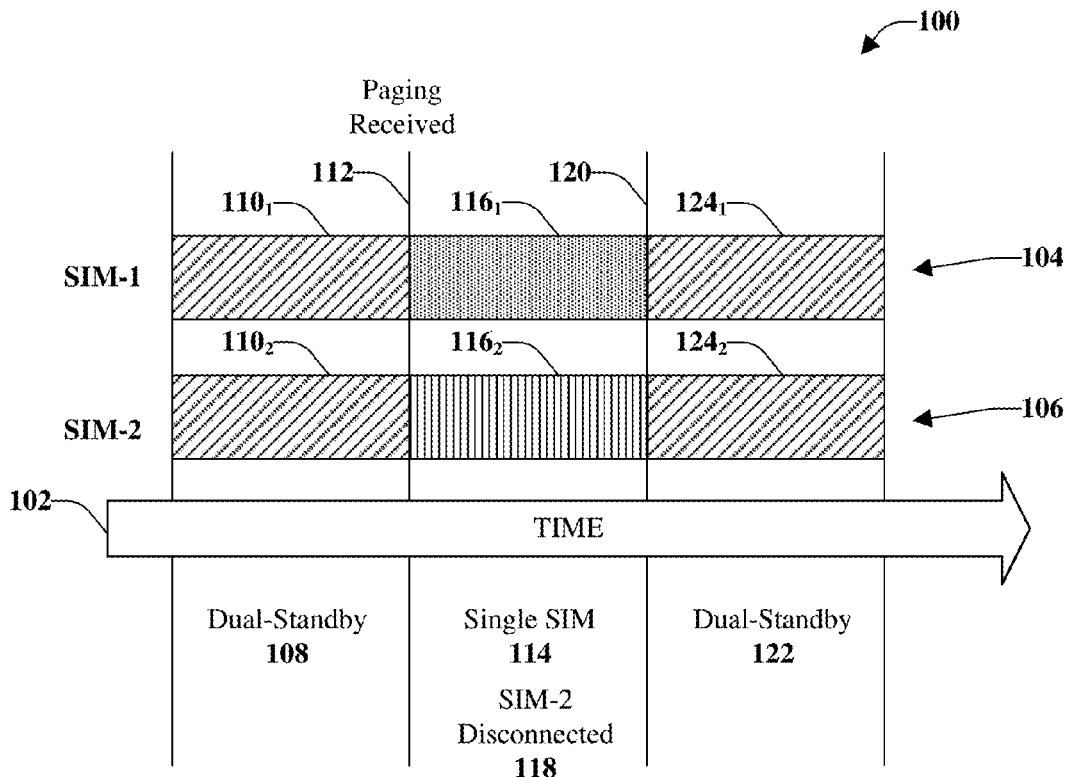 100
Paging
Received
112
120
110₁
116₁
124₁
SIM-1
104
110₂
116₂
124₂
SIM-2
106
102
TIME
Dual-Standby
108
Single SIM
114
Dual-Standby
122
SIM-2
Disconnected
118